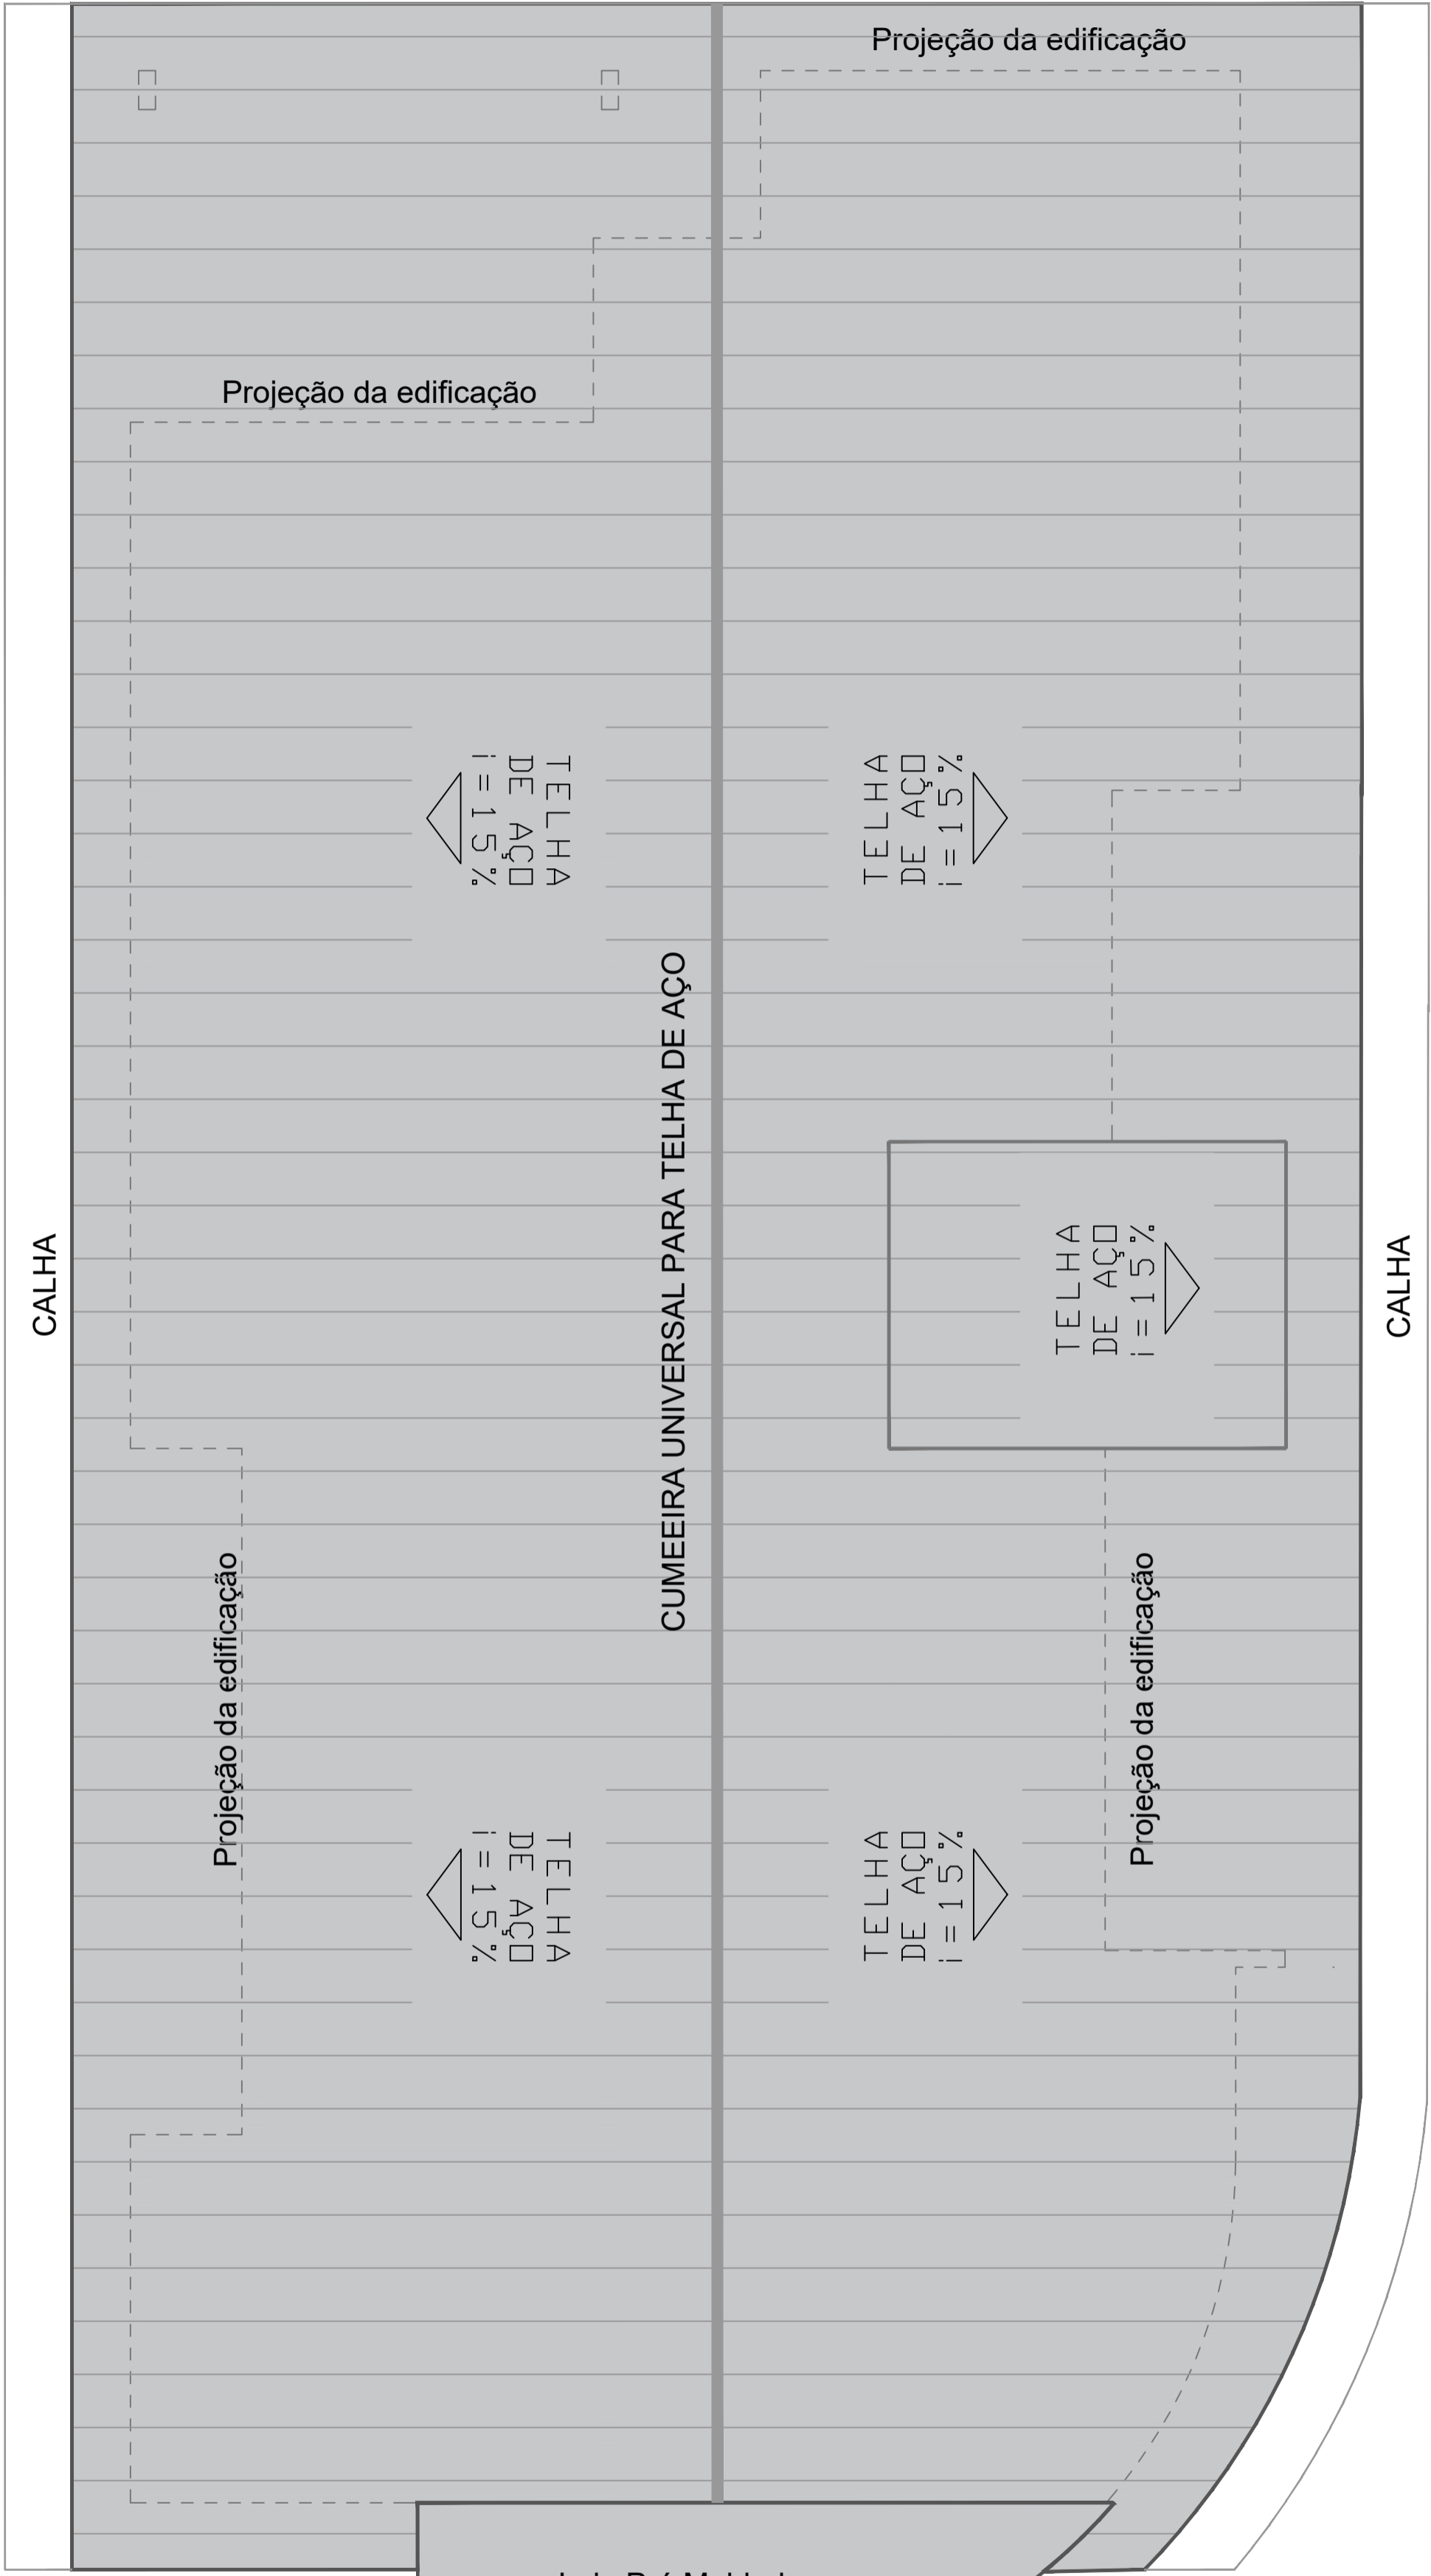 Projeção da edificação
Projeção da edificação
TELHA
DE AÇO
i=15%
TELHA
DE AÇO
i=15%
CUMEEIRA UNIVERSAL PARA TELHA DE AÇO
CALHA
TELHA
DE AÇO
i=15%
CALHA
Projeção da edificação
Projeção da edificação
TELHA
DE AÇO
i=15%
TELHA
DE AÇO
i=15%